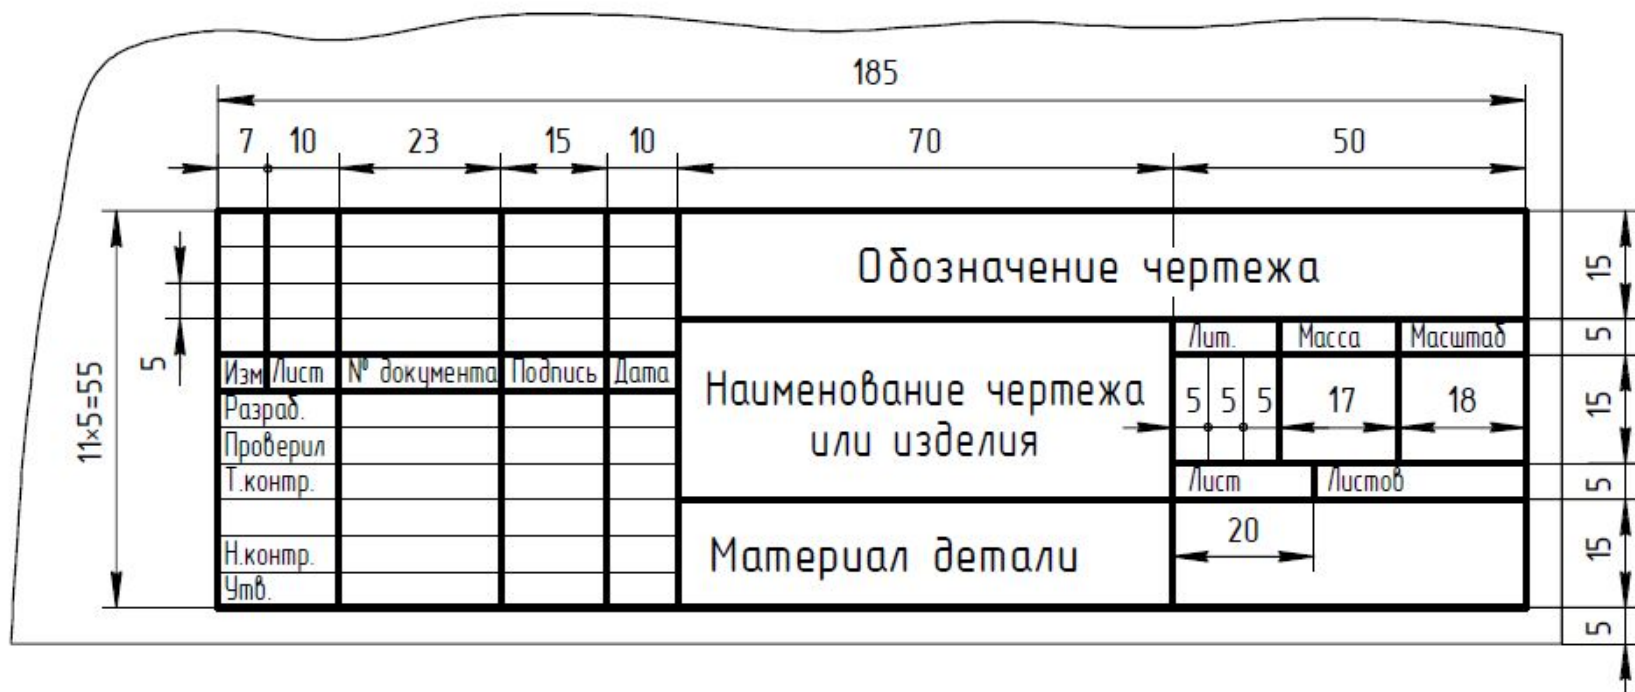 185
7 10 23 15 10 70 50
Обозначение чертежа
15
5
Лит. Масса Масштаб
5
11×5=55
Изм Лист № документа Подпись Дата
Наименование чертежа
или изделия
5 5 5 17 18
15
Разраб.
Проверил
Т.контр.
Лист Листов
5
20
Материал детали
15
Н.контр.
Утв.
5